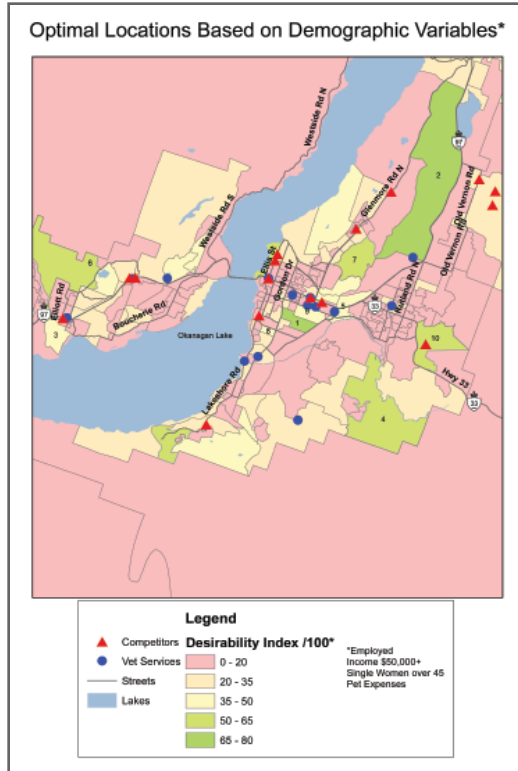 Optimal Locations Based on Demographic Variables*
Westside Rd N
97
2
Glenmore Rd N
Old Vernon Rd
Old Vernon Rd
Westside Rd S
6
Ellis St
Gordon Dr
7
Rutland Rd N
Elliott Rd
97
3
Boucherie Rd
Okanagan Lake
33
1
10
Lakeshore Rd
Hwy 33
33
4
Legend
Competitors
Vet Services
Streets
Lakes
Desirability Index /100*
0 - 20
20 - 35
35 - 50
50 - 65
65 - 80
*Employed
Income $50,000+
Single Women over 45
Pet Expenses